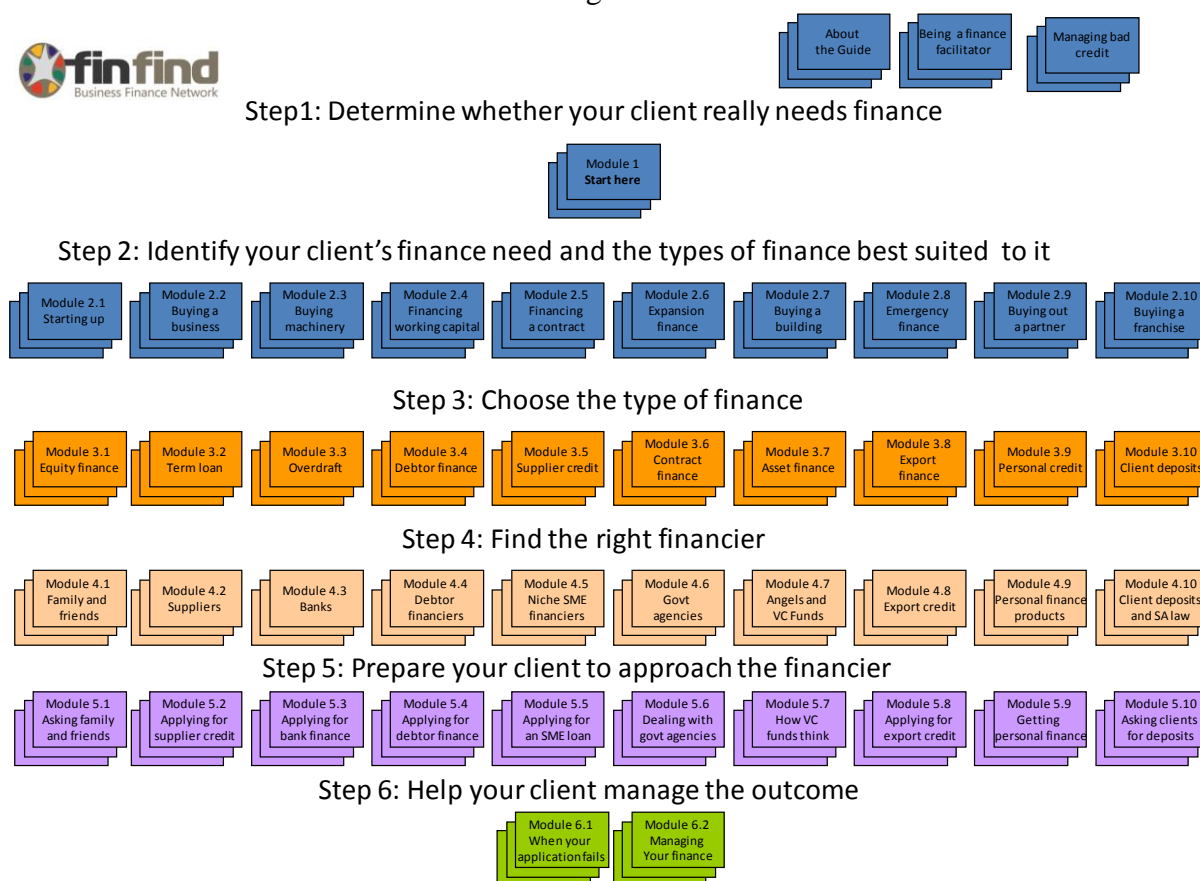 finfind
Business Finance Network
About
the Guide
Being a finance
facilitator
Managing bad
credit
Step1: Determine whether your client really needs finance
Module 1
Start here
Step 2: Identify your client's finance need and the types of finance best suited to it
Module 2.1
Starting up
Module 2.2
Buying a
business
Module 2.3
Buying
machinery
Module 2.4
Financing
working capital
Module 2.5
Financing
a contract
Module 2.6
Expansion
finance
Module 2.7
Buying a
building
Module 2.8
Emergency
finance
Module 2.9
Buying out
a partner
Module 2.10
Buyiing a
franchise
Step 3: Choose the type of finance
Module 3.1
Equity finance
Module 3.2
Term loan
Module 3.3
Overdraft
Module 3.4
Debtor finance
Module 3.5
Supplier credit
Module 3.6
Contract
finance
Module 3.7
Asset finance
Module 3.8
Export
finance
Module 3.9
Personal credit
Module 3.10
Client deposits
Step 4: Find the right financier
Module 4.1
Family and
friends
Module 4.2
Suppliers
Module 4.3
Banks
Module 4.4
Debtor
financiers
Module 4.5
Niche SME
financiers
Module 4.6
Govt
agencies
Module 4.7
Angels and
VC Funds
Module 4.8
Export credit
Module 4.9
Personal finance
products
Module 4.10
Client deposits
and SA law
Step 5: Prepare your client to approach the financier
Module 5.1
Asking family
and friends
Module 5.2
Applying for
supplier credit
Module 5.3
Applying for
bank finance
Module 5.4
Applying for
debtor finance
Module 5.5
Applying for
an SME loan
Module 5.6
Dealing with
govt agencies
Module 5.7
How VC
funds think
Module 5.8
Applying for
export credit
Module 5.9
Getting
personal finance
Module 5.10
Asking clients
for deposits
Step 6: Help your client manage the outcome
Module 6.1
When your
application fails
Module 6.2
Managing
Your finance